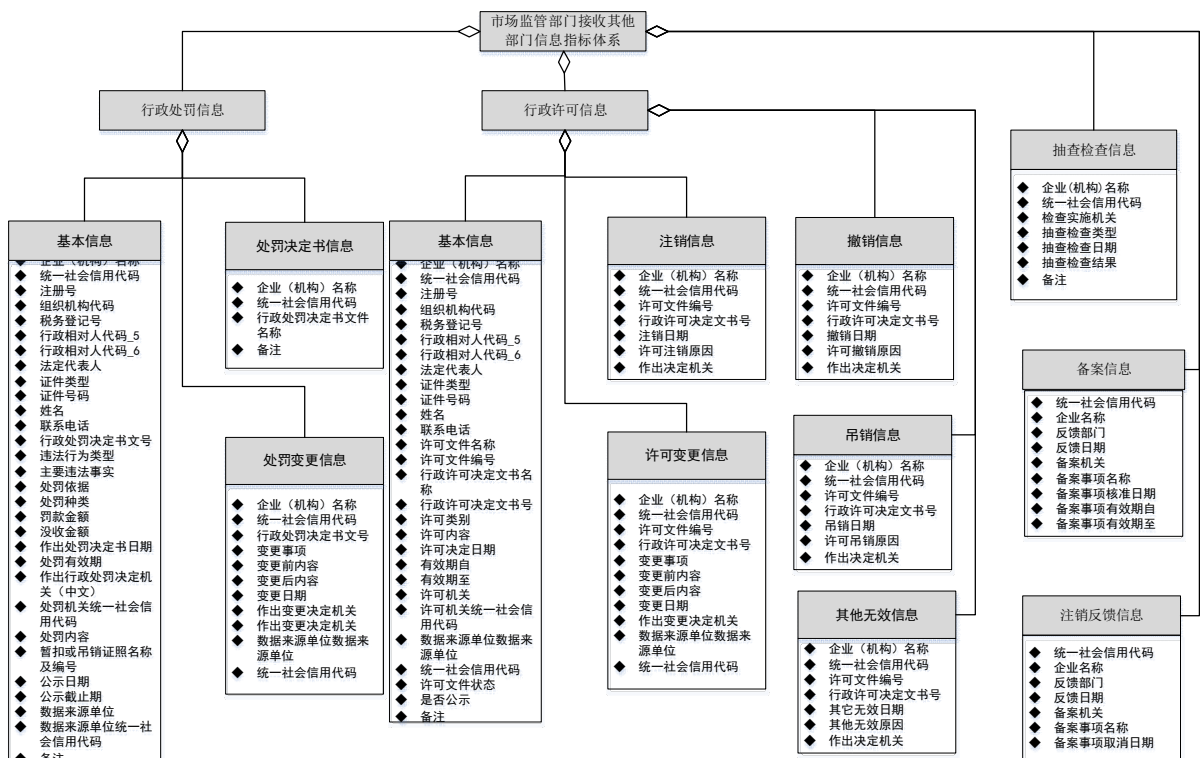 市场监管部门接收其他
部门信息指标体系
行政处罚信息
行政许可信息
抽查检查信息
企业(机构)名称
统一社会信用代码
检查实施机关
抽查检查类型
抽查检查日期
抽查检查结果
备注
基本信息
企业（机构）名称
统一社会信用代码
注册号
组织机构代码
税务登记号
行政相对人代码_5
行政相对人代码_6
法定代表人
证件类型
证件号码
姓名
联系电话
行政处罚决定书文号
违法行为类型
主要违法事实
处罚依据
处罚种类
罚款金额
没收金额
作出处罚决定书日期
处罚有效期
作出行政处罚决定机
关（中文）
处罚机关统一社会信
用代码
处罚内容
暂扣或吊销证照名称
及编号
公示日期
公示截止期
数据来源单位
数据来源单位统一社
会信用代码
备注
处罚决定书信息
企业（机构）名称
统一社会信用代码
行政处罚决定书文件
名称
备注
处罚变更信息
企业（机构）名称
统一社会信用代码
行政处罚决定书文号
变更事项
变更前内容
变更后内容
变更日期
作出变更决定机关
作出变更决定机关
数据来源单位数据来
源单位
统一社会信用代码
基本信息
企业（机构）名称
统一社会信用代码
注册号
组织机构代码
税务登记号
行政相对人代码_5
行政相对人代码_6
法定代表人
证件类型
证件号码
姓名
联系电话
许可文件名称
许可文件编号
行政许可决定文书名
称
行政许可决定文书号
许可类别
许可内容
许可决定日期
有效期自
有效期至
许可机关
许可机关统一社会信
用代码
数据来源单位数据来
源单位
统一社会信用代码
许可文件状态
是否公示
备注
注销信息
企业（机构）名称
统一社会信用代码
许可文件编号
行政许可决定文书号
注销日期
许可注销原因
作出决定机关
许可变更信息
企业（机构）名称
统一社会信用代码
许可文件编号
行政许可决定文书号
变更事项
变更前内容
变更后内容
变更日期
作出变更决定机关
数据来源单位数据来
源单位
统一社会信用代码
撤销信息
企业（机构）名称
统一社会信用代码
许可文件编号
行政许可决定文书号
撤销日期
许可撤销原因
作出决定机关
吊销信息
企业（机构）名称
统一社会信用代码
许可文件编号
行政许可决定文书号
吊销日期
许可吊销原因
作出决定机关
其他无效信息
企业（机构）名称
统一社会信用代码
许可文件编号
行政许可决定文书号
其它无效日期
其他无效原因
作出决定机关
备案信息
统一社会信用代码
企业名称
反馈部门
反馈日期
备案机关
备案事项名称
备案事项核准日期
备案事项有效期自
备案事项有效期至
注销反馈信息
统一社会信用代码
企业名称
反馈部门
反馈日期
备案机关
备案事项名称
备案事项取消日期